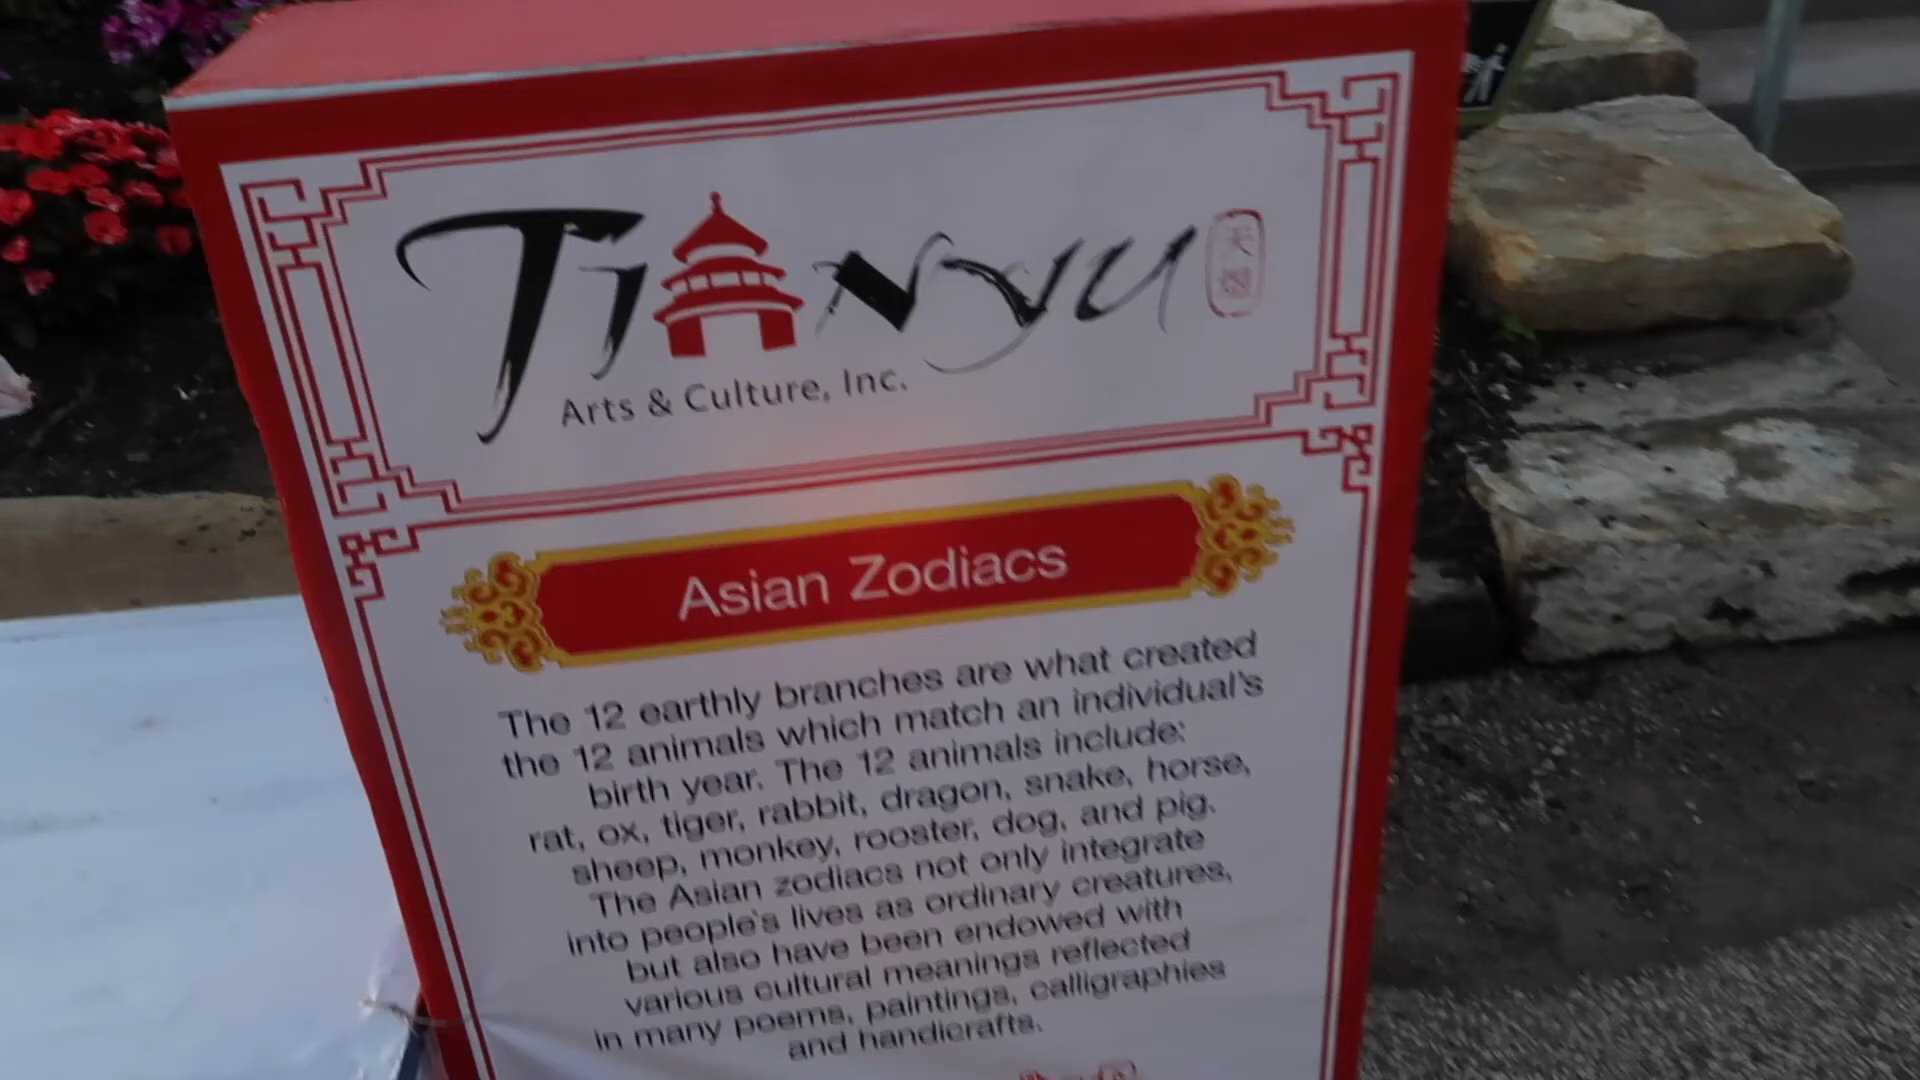 TIANYU
天
Arts & Culture, Inc.
Asian Zodiacs
The 12 earthly branches are what created
the 12 animals which match an individual's
birth year. The 12 animals include:
rat, ox, tiger, rabbit, dragon, snake, horse,
sheep, monkey, rooster, dog, and pig.
The Asian zodiacs not only integrate
into people's lives as ordinary creatures,
but also have been endowed with
various cultural meanings reflected
in many poems, paintings, calligraphies
and handicrafts.